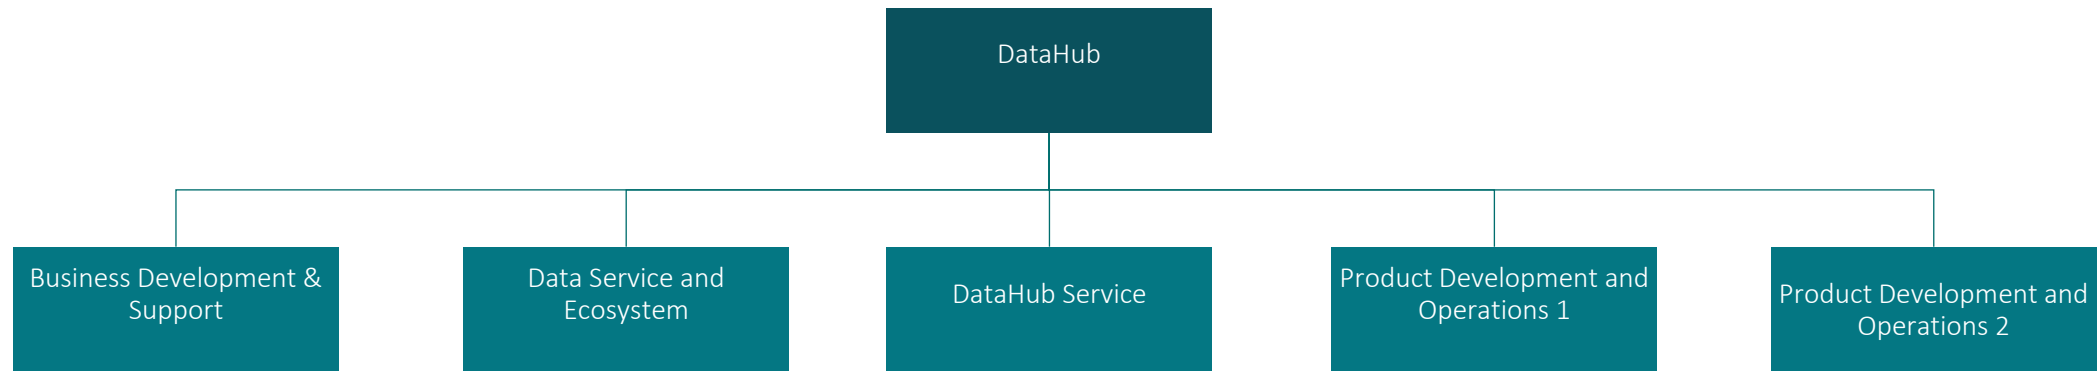 DataHub
Business Development &
Support
Data Service and
Ecosystem
DataHub Service
Product Development and
Operations 1
Product Development and
Operations 2